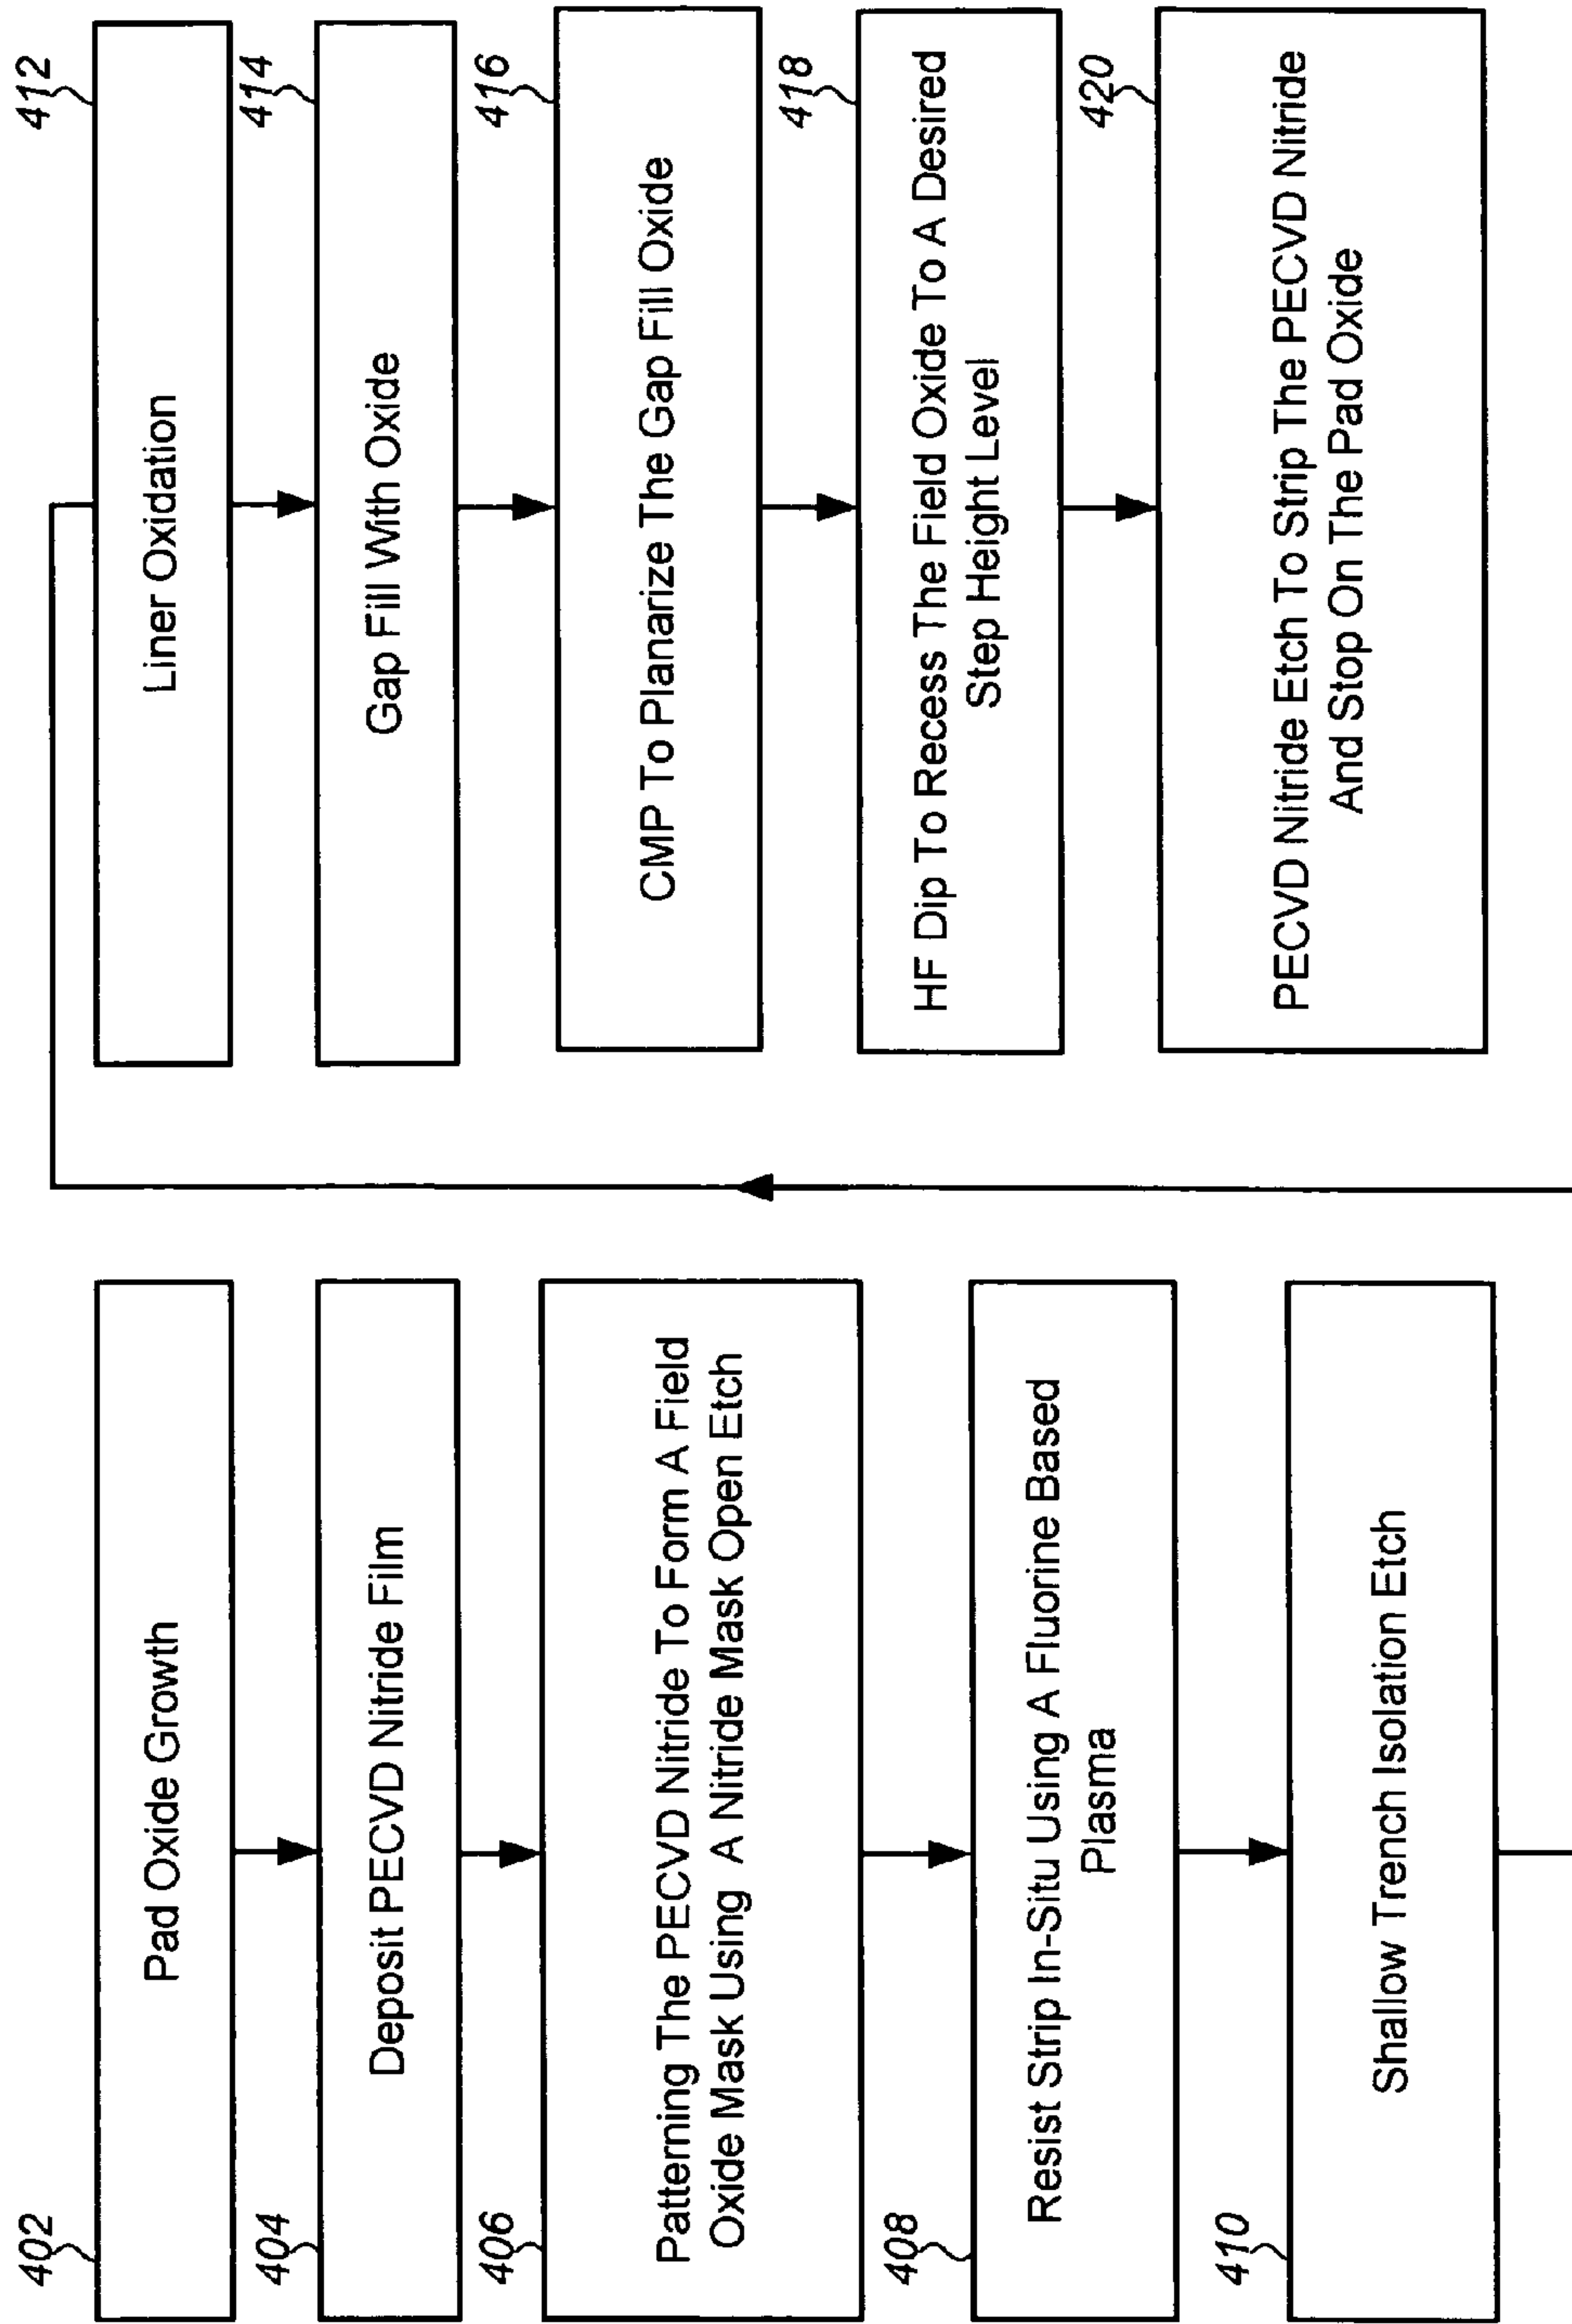 402
Pad Oxide Growth
404
Deposit PECVD Nitride Film
406
Patterning The PECVD Nitride To Form A Field
Oxide Mask Using A Nitride Mask Open Etch
408
Resist Strip In-Situ Using A Fluorine Based
Plasma
410
Shallow Trench Isolation Etch
412
Liner Oxidation
414
Gap Fill With Oxide
416
CMP To Planarize The Gap Fill Oxide
418
HF Dip To Recess The Field Oxide To A Desired
Step Height Level
420
PECVD Nitride Etch To Strip The PECVD Nitride
And Stop On The Pad Oxide